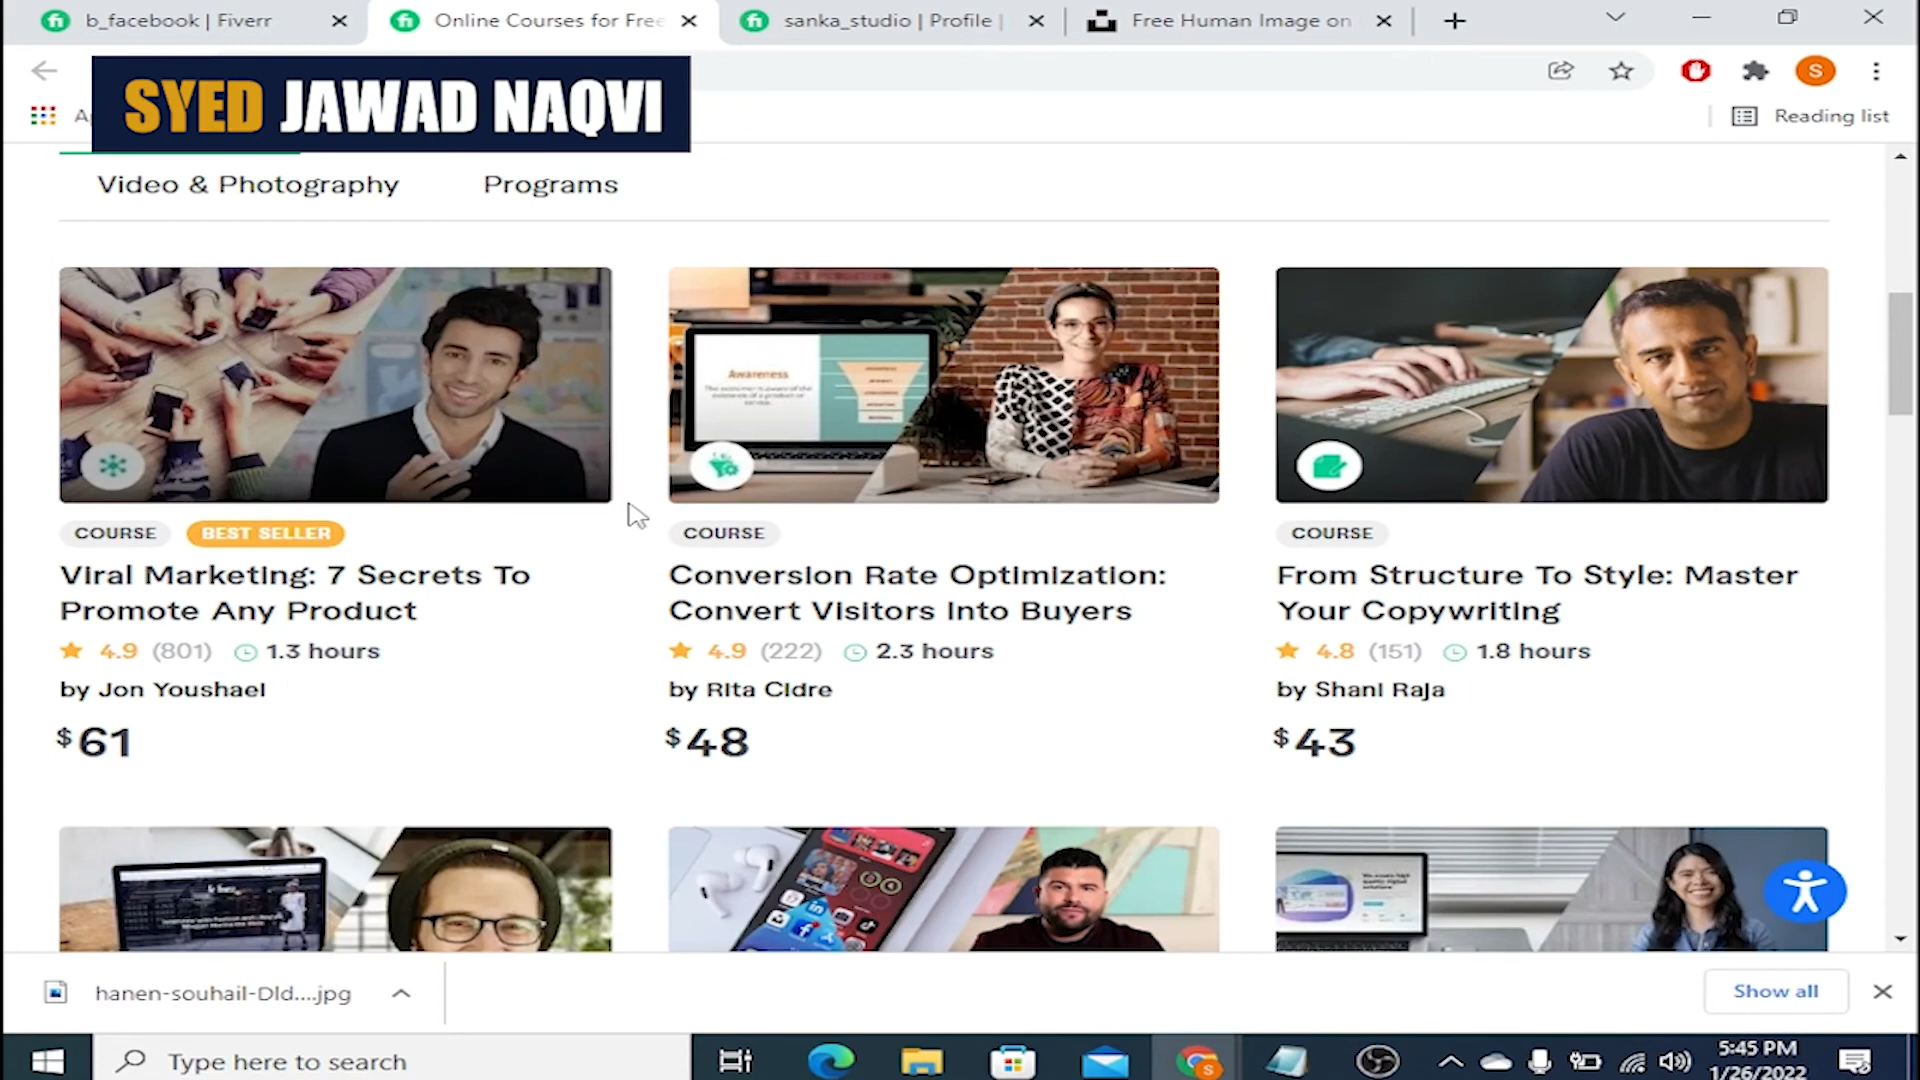 b_facebook | Fiverr
Online Courses for Free
sanka_studio | Profile |
Free Human Image on
S
SYED JAWAD NAQVI
Reading list
Video & Photography
Programs
Awareness
COURSE
BEST SELLER
Viral Marketing: 7 Secrets To
Promote Any Product
4.9 (801) 1.3 hours
by Jon Youshaei
$61
COURSE
Conversion Rate Optimization:
Convert Visitors Into Buyers
4.9 (222) 2.3 hours
by Rita Cidre
$48
COURSE
From Structure To Style: Master
Your Copywriting
4.8 (151) 1.8 hours
by Shani Raja
$43
hanen-souhail-Dld....jpg
Show all
Type here to search
5:45 PM
1/26/2022